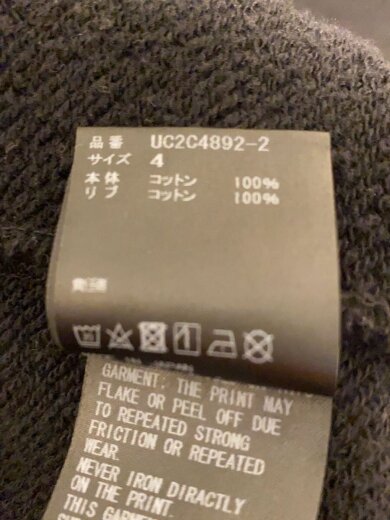 品番 UC2C4892-2
サイズ 4
本体 コットン 100%
リブ コットン 100%
GARMENT: THE PRINT MAY
FLAKE OR PEEL OFF DUE
TO REPEATED STRONG
FRICTION OR REPEATED
WEAR
NEVER IRON DIRACTLY
ON THE PRINT.
THIS